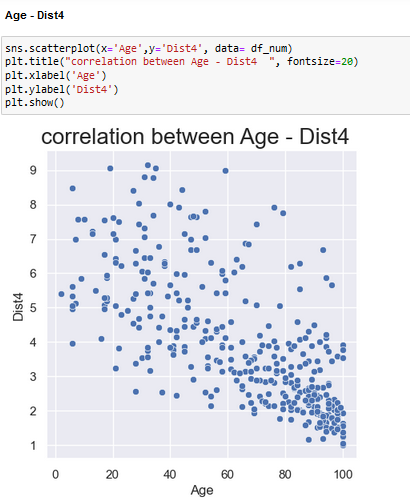 Age - Dist4
sns.scatterplot(x='Age',y='Dist4', data= df_num)
plt.title("correlation between Age - Dist4  ", fontsize=20)
plt.xlabel('Age')
plt.ylabel('Dist4')
plt.show()
correlation between Age - Dist4
9
8
7
6
5
4
3
2
1
Dist4
0 20 40 60 80 100
Age